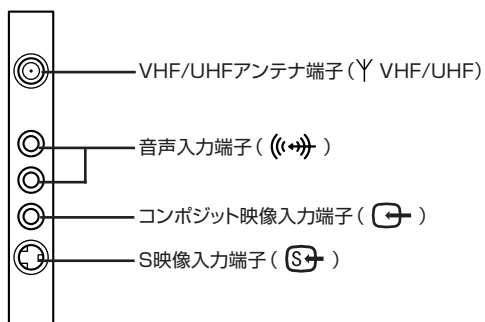 VHF/UHFアンテナ端子( VHF/UHF)
音声入力端子( )
コンポジット映像入力端子( )
S映像入力端子( S )